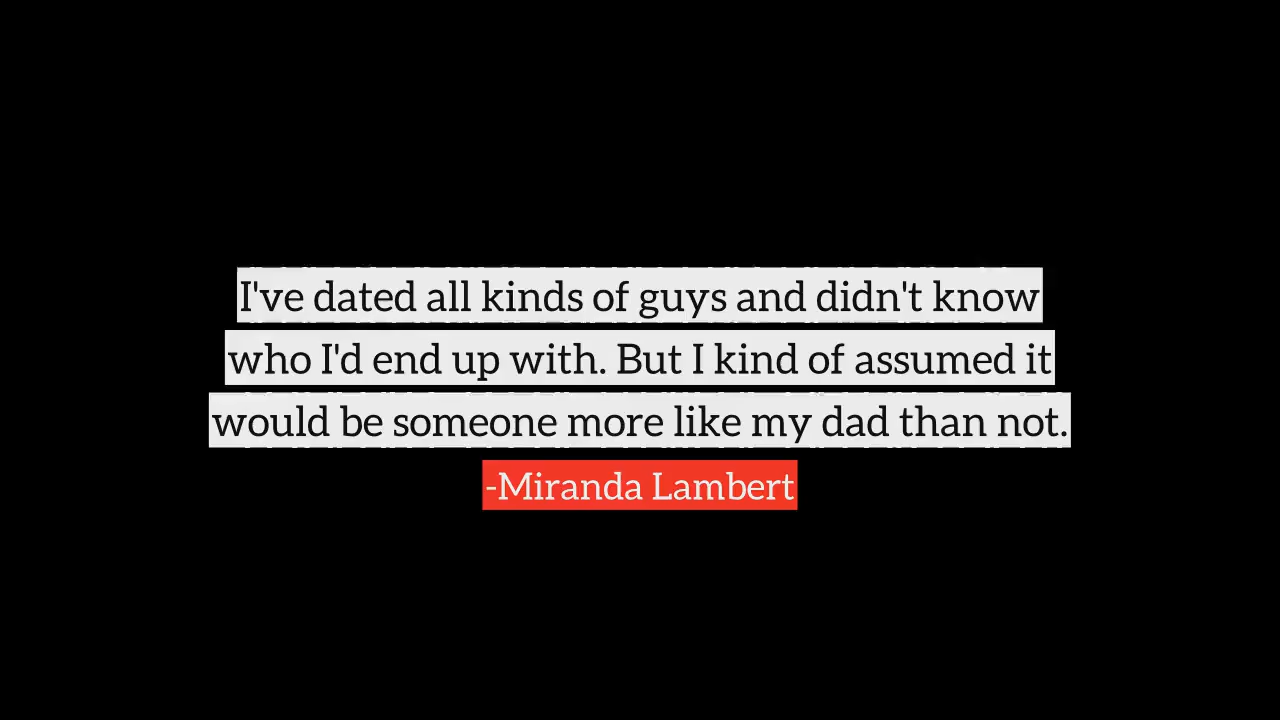 I've dated all kinds of guys and didn't know
who I'd end up with. But I kind of assumed it
would be someone more like my dad than not.
-Miranda Lambert